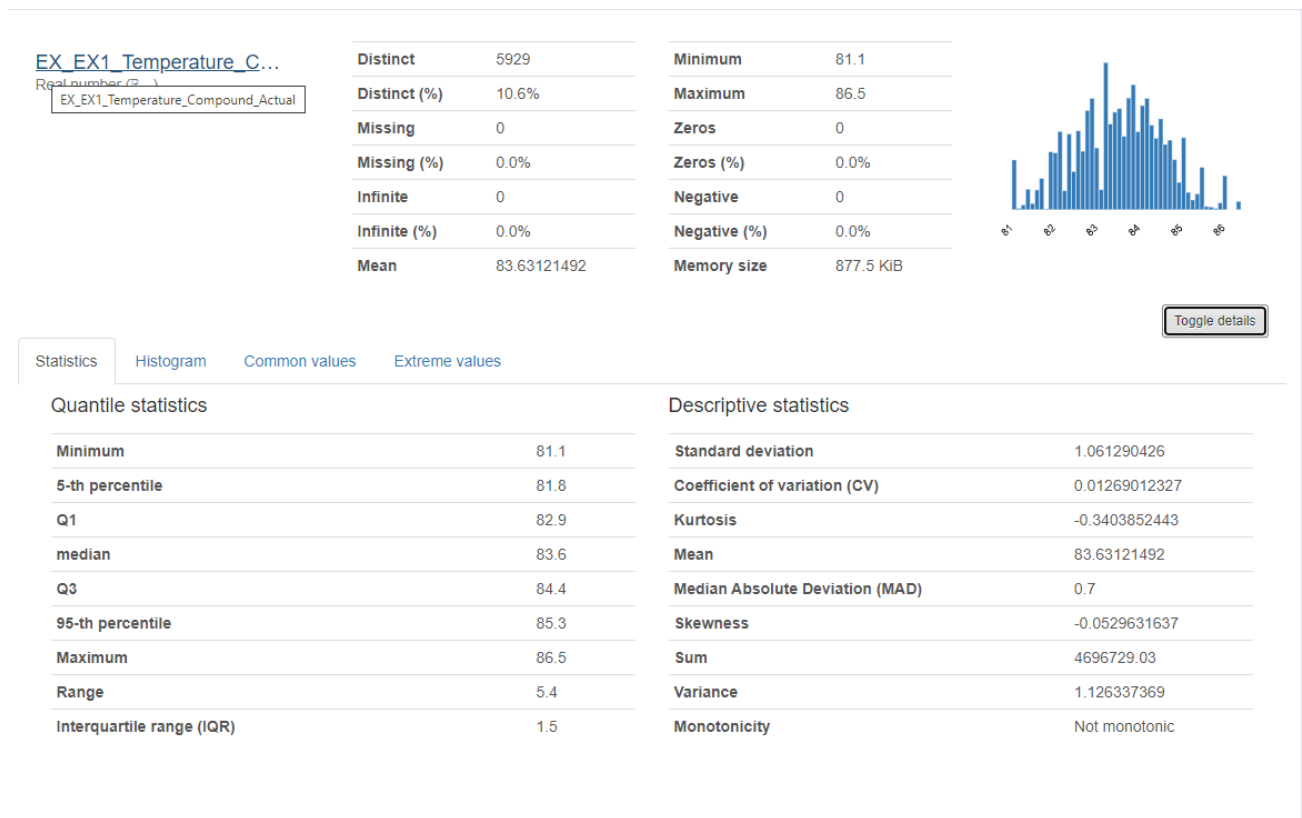 EX_EX1_Temperature_C...
Real number
EX_EX1_Temperature_Compound_Actual
Distinct 5929
Distinct (%) 10.6%
Missing 0
Missing (%) 0.0%
Infinite 0
Infinite (%) 0.0%
Mean 83.63121492
Minimum 81.1
Maximum 86.5
Zeros 0
Zeros (%) 0.0%
Negative 0
Negative (%) 0.0%
Memory size 877.5 KiB
81 82 83 84 85 86
Toggle details
Statistics Histogram Common values Extreme values
Quantile statistics
Minimum 81.1
5-th percentile 81.8
Q1 82.9
median 83.6
Q3 84.4
95-th percentile 85.3
Maximum 86.5
Range 5.4
Interquartile range (IQR) 1.5
Descriptive statistics
Standard deviation 1.061290426
Coefficient of variation (CV) 0.01269012327
Kurtosis -0.3403852443
Mean 83.63121492
Median Absolute Deviation (MAD) 0.7
Skewness -0.0529631637
Sum 4696729.03
Variance 1.126337369
Monotonicity Not monotonic